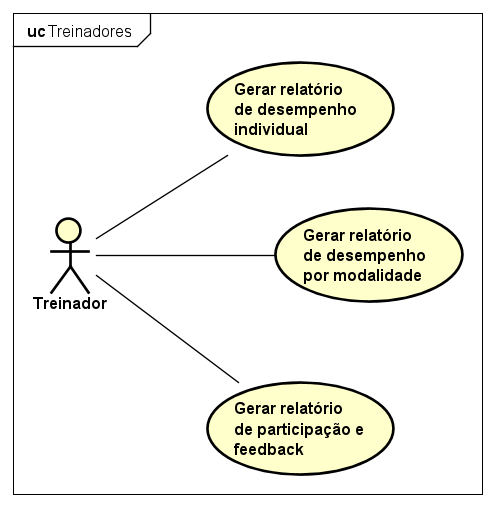 uc Treinadores
Gerar relatório
de desempenho
individual
Gerar relatório
de desempenho
por modalidade
Treinador
Gerar relatório
de participação e
feedback